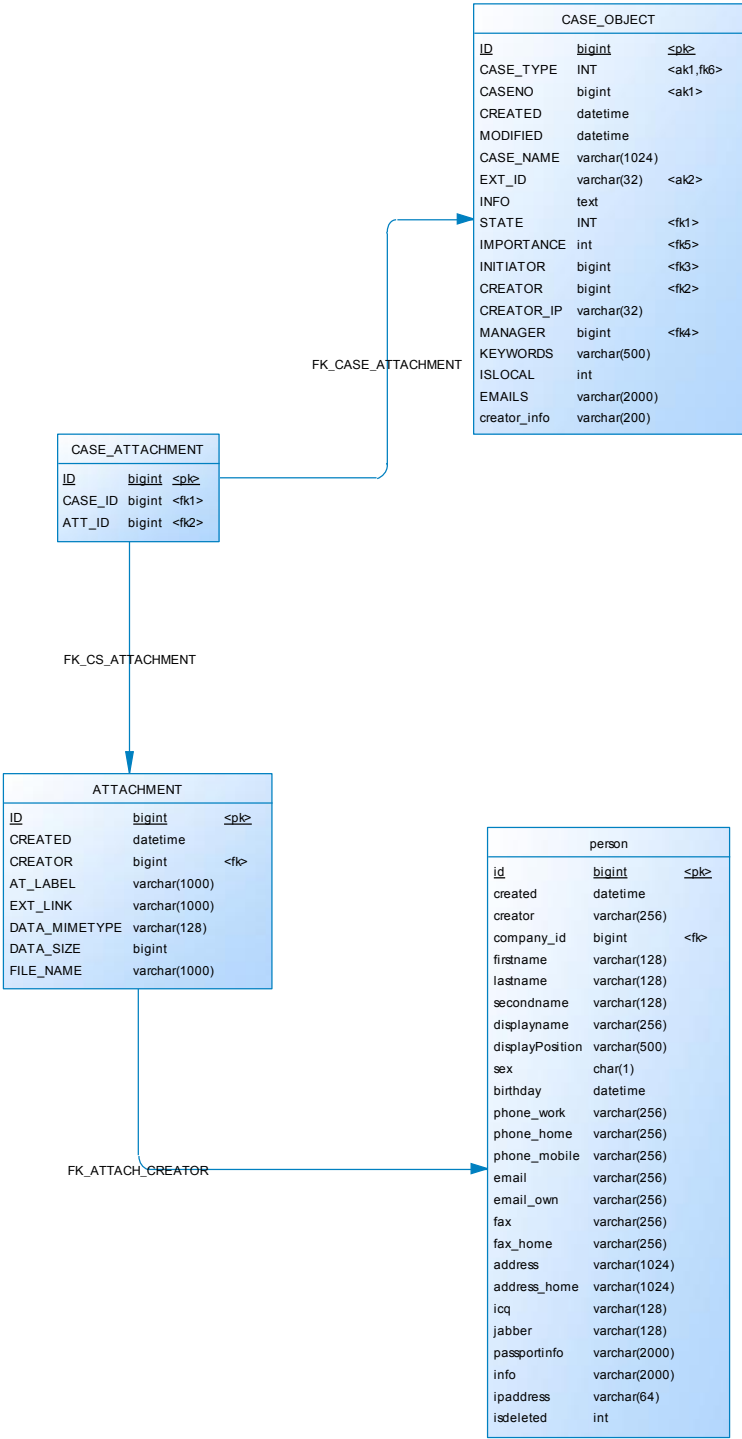 CASE_OBJECT
ID bigint <pk>
CASE_TYPE INT <ak1,fk6>
CASENO bigint <ak1>
CREATED datetime
MODIFIED datetime
CASE_NAME varchar(1024)
EXT_ID varchar(32) <ak2>
INFO text
STATE INT <fk1>
IMPORTANCE int <fk5>
INITIATOR bigint <fk3>
CREATOR bigint <fk2>
CREATOR_IP varchar(32)
MANAGER bigint <fk4>
KEYWORDS varchar(500)
ISLOCAL int
EMAILS varchar(2000)
creator_info varchar(200)
FK_CASE_ATTACHMENT
CASE_ATTACHMENT
ID bigint <pk>
CASE_ID bigint <fk1>
ATT_ID bigint <fk2>
FK_CS_ATTACHMENT
ATTACHMENT
ID bigint <pk>
CREATED datetime
CREATOR bigint <fk>
AT_LABEL varchar(1000)
EXT_LINK varchar(1000)
DATA_MIMETYPE varchar(128)
DATA_SIZE bigint
FILE_NAME varchar(1000)
FK_ATTACH_CREATOR
person
id bigint <pk>
created datetime
creator varchar(256)
company_id bigint <fk>
firstname varchar(128)
lastname varchar(128)
secondname varchar(128)
displayname varchar(256)
displayPosition varchar(500)
sex char(1)
birthday datetime
phone_work varchar(256)
phone_home varchar(256)
phone_mobile varchar(256)
email varchar(256)
email_own varchar(256)
fax varchar(256)
fax_home varchar(256)
address varchar(1024)
address_home varchar(1024)
icq varchar(128)
jabber varchar(128)
passportinfo varchar(2000)
info varchar(2000)
ipaddress varchar(64)
isdeleted int